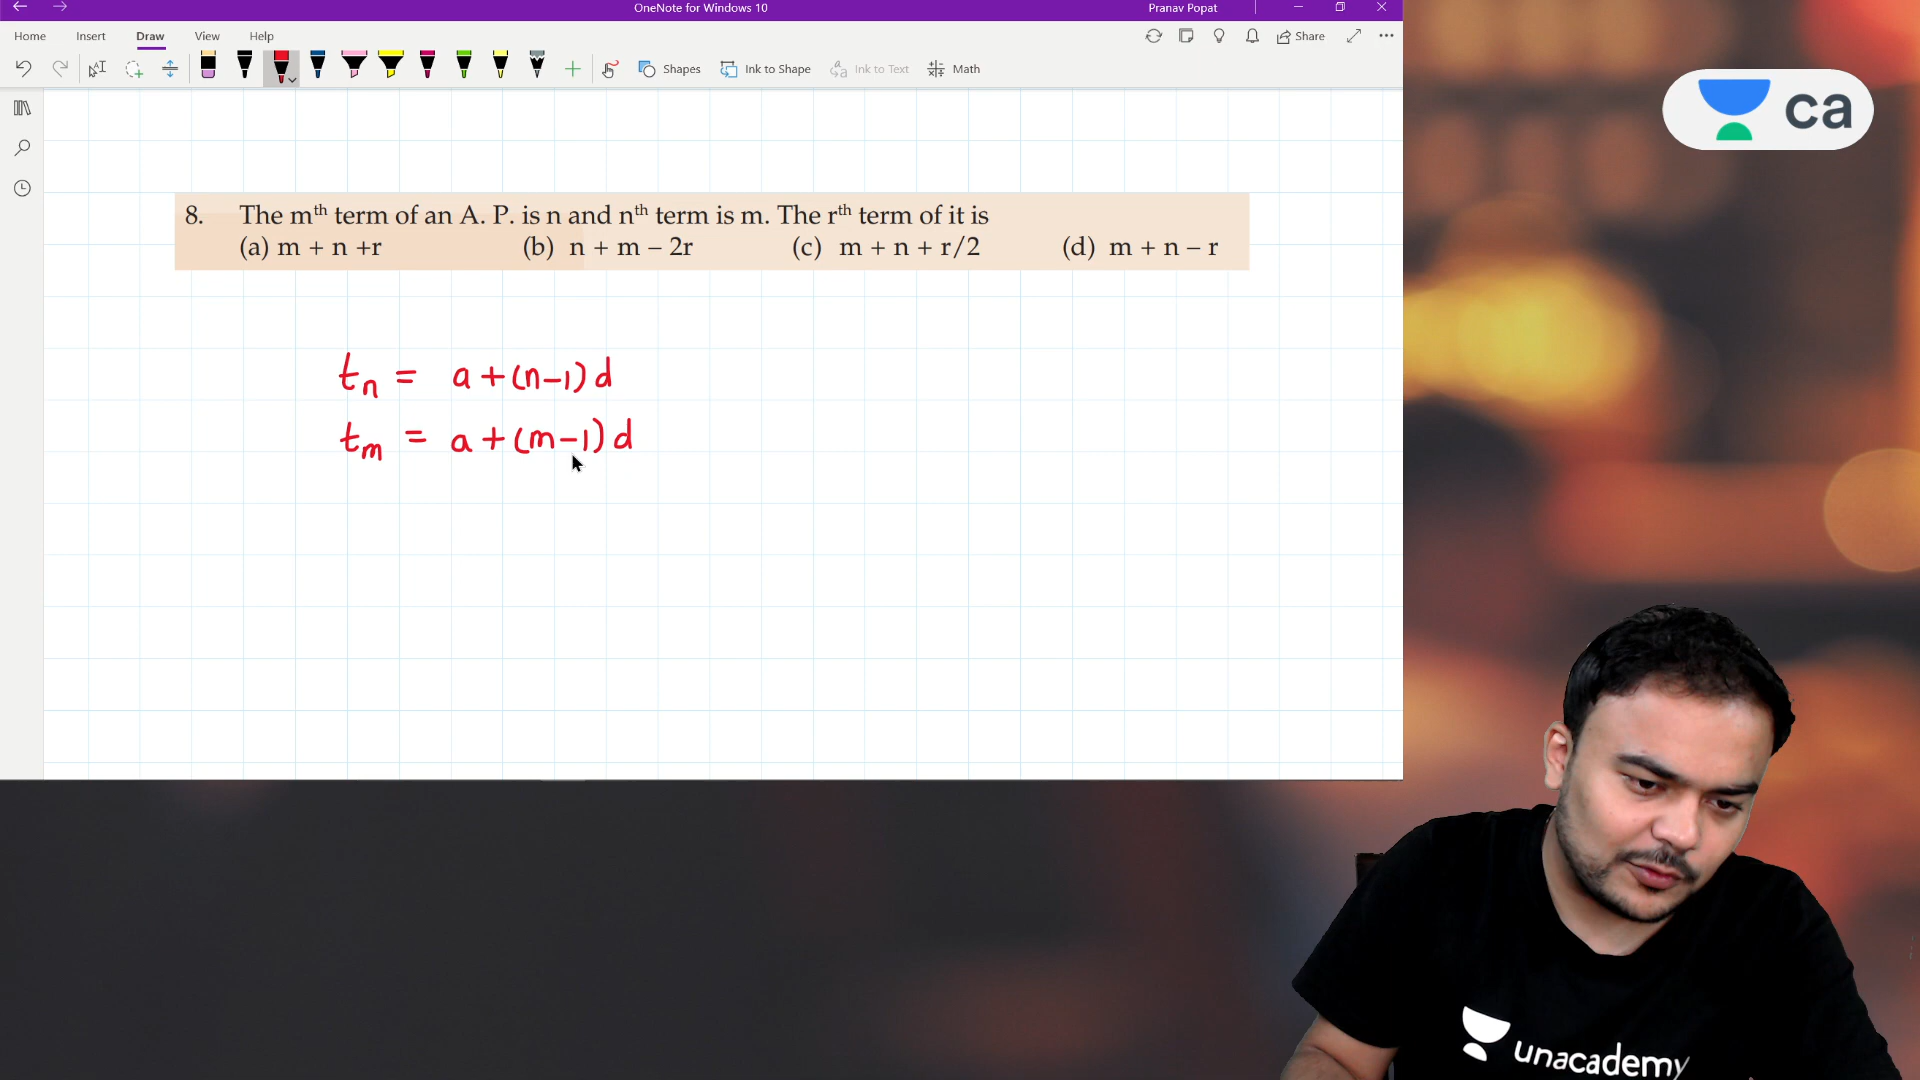 OneNote for Windows 10
Pranav Popat
Home Insert Draw View Help
Share
Shapes Ink to Shape Ink to Text Math
ca
8. The mth term of an A. P. is n and nth term is m. The rth term of it is
(a) m + n +r (b) n + m – 2r (c) m + n + r/2 (d) m + n – r
tn = a+(n-1)d
tm = a+(m-1)d
unacademy